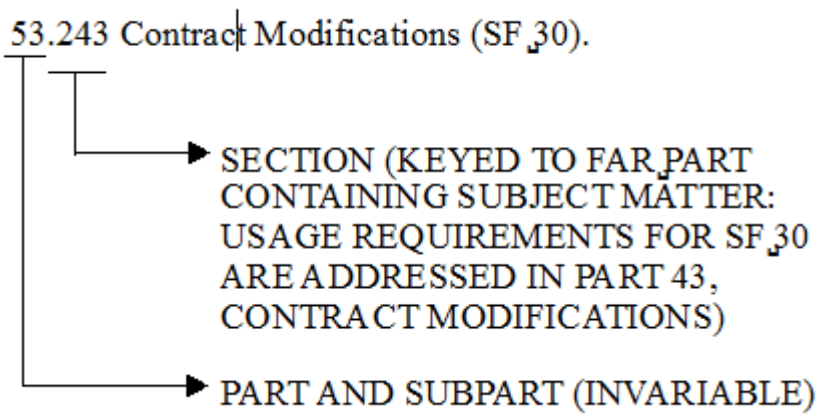 53.243 Contract Modifications (SF 30).
SECTION (KEYED TO FAR PART
CONTAINING SUBJECT MATTER:
USAGE REQUIREMENTS FOR SF 30
ARE ADDRESSED IN PART 43,
CONTRACT MODIFICATIONS)
PART AND SUBPART (INVARIABLE)